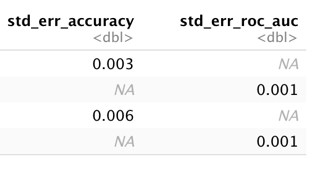 std_err_accuracy std_err_roc_auc
<dbl> <dbl>
0.003 NA
NA 0.001
0.006 NA
NA 0.001